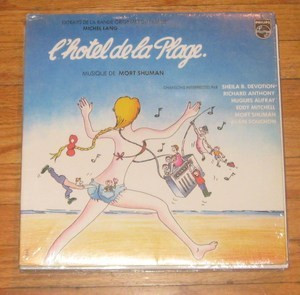 MICHEL LANG
l'hotel de la Plage.
MUSIQUE DE MORT SHUMAN
SHEILA B. DEVOTION
RICHARD ANTHONY
HUGUES AUFRAY
EDDY MITCHELL
MORT SHUMAN